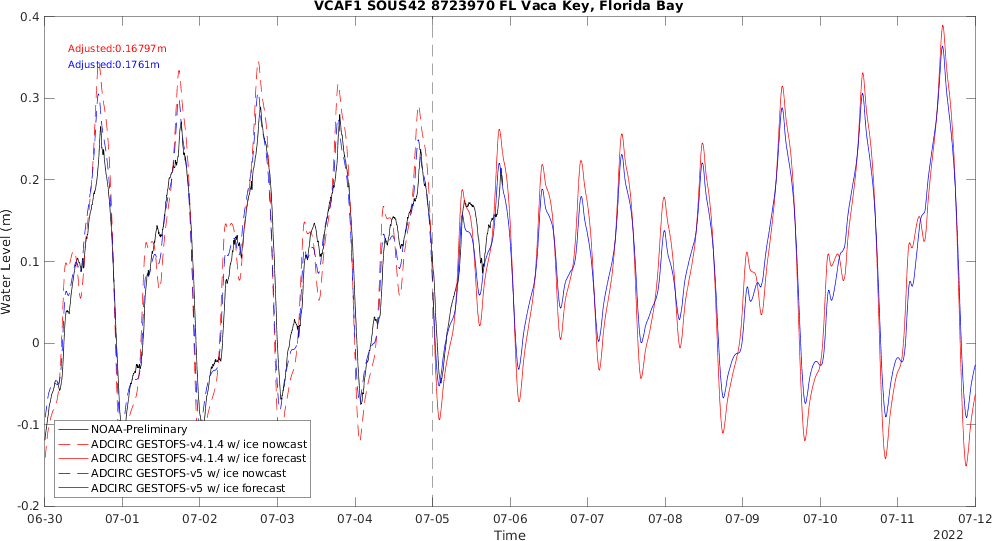 VCAF1 SOUS42 8723970 FL Vaca Key, Florida Bay
0.4
Adjusted:0.16797m
Adjusted:0.1761m
0.3
0.2
0.1
0
-0.1
-0.2
Water Level (m)
NOAA-Preliminary
ADCIRC GESTOFS-v4.1.4 w/ ice nowcast
ADCIRC GESTOFS-v4.1.4 w/ ice forecast
ADCIRC GESTOFS-v5 w/ ice nowcast
ADCIRC GESTOFS-v5 w/ ice forecast
06-30 07-01 07-02 07-03 07-04 07-05 07-06 07-07 07-08 07-09 07-10 07-11 07-12
Time
2022